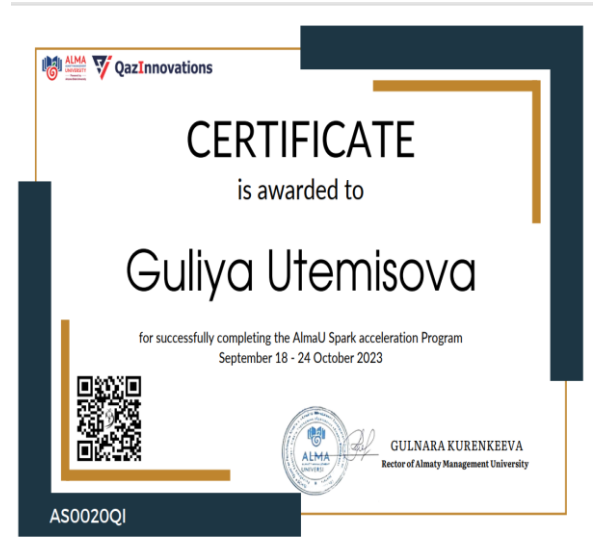 ALMA
UNIVERSITY
QazInnovations
CERTIFICATE
is awarded to
Guliya Utemisova
for successfully completing the AlmaU Spark acceleration Program
September 18 - 24 October 2023
ALMA
GULNARA KURENKEEVA
Rector of Almaty Management University
AS0020QI